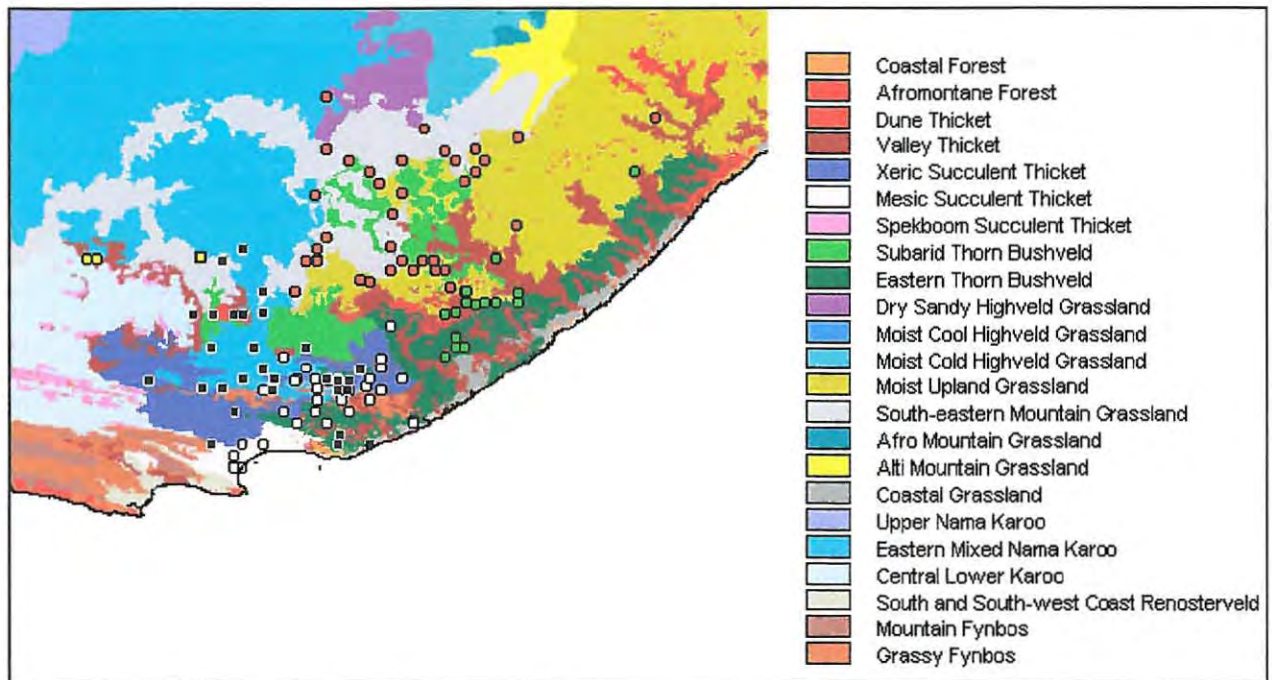 Coastal Forest
Afromontane Forest
Dune Thicket
Valley Thicket
Xeric Succulent Thicket
Mesic Succulent Thicket
Spekboom Succulent Thicket
Subarid Thorn Bushveld
Eastern Thorn Bushveld
Dry Sandy Highveld Grassland
Moist Cool Highveld Grassland
Moist Cold Highveld Grassland
Moist Upland Grassland
South-eastern Mountain Grassland
Afro Mountain Grassland
Alti Mountain Grassland
Coastal Grassland
Upper Nama Karoo
Eastern Mixed Nama Karoo
Central Lower Karoo
South and South-west Coast Renosterveld
Mountain Fynbos
Grassy Fynbos